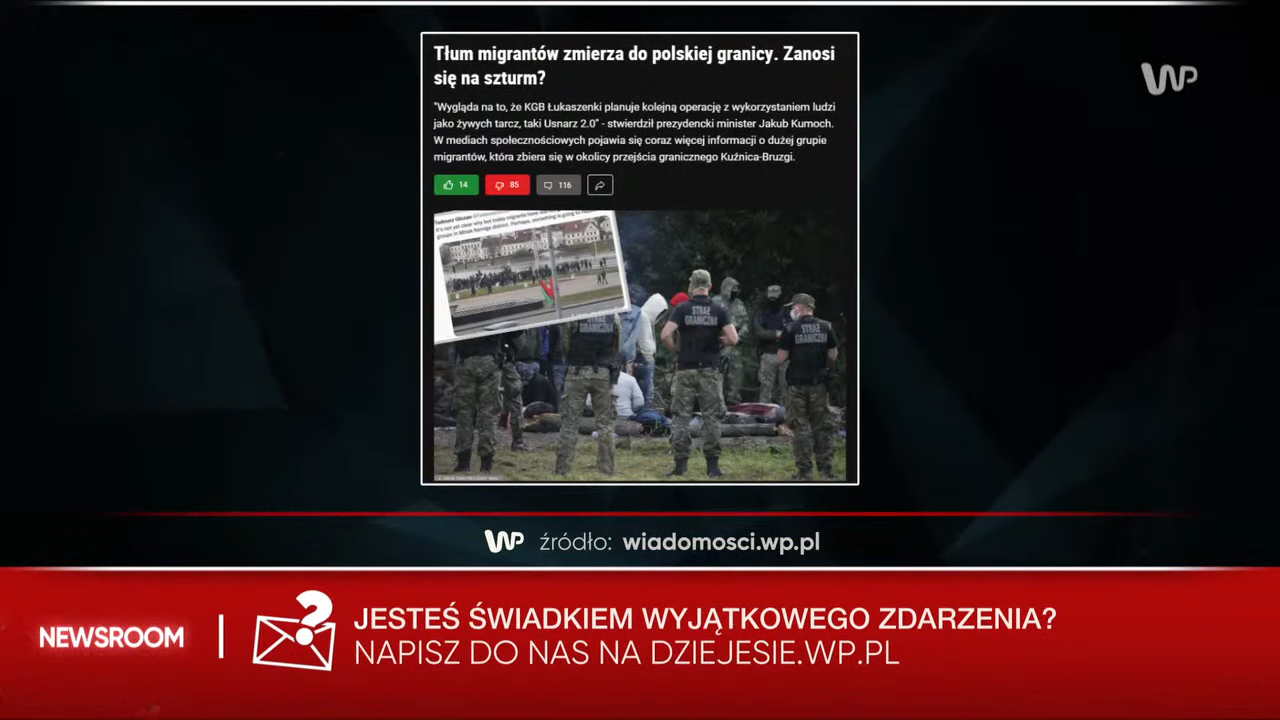 Tłum migrantów zmierza do polskiej granicy. Zanosi
się na szturm?
WP
"Wygląda na to, że KGB Łukaszenki planuje kolejną operację z wykorzystaniem ludzi
jako żywych tarcz, taki Usnarz 2.0" - stwierdził prezydencki minister Jakub Kumoch.
W mediach społecznościowych pojawia się coraz więcej informacji o dużej grupie
migrantów, która zbiera się w okolicy przejścia granicznego Kuźnica-Bruzgi.
14 85 116
STRAŻ
GRANICZNA
STRAŻ
GRANICZNA
STRAŻ
GRANICZNA
WP źródło: wiadomosci.wp.pl
NEWSROOM
JESTEŚ ŚWIADKIEM WYJĄTKOWEGO ZDARZENIA?
NAPISZ DO NAS NA DZIEJESIE.WP.PL